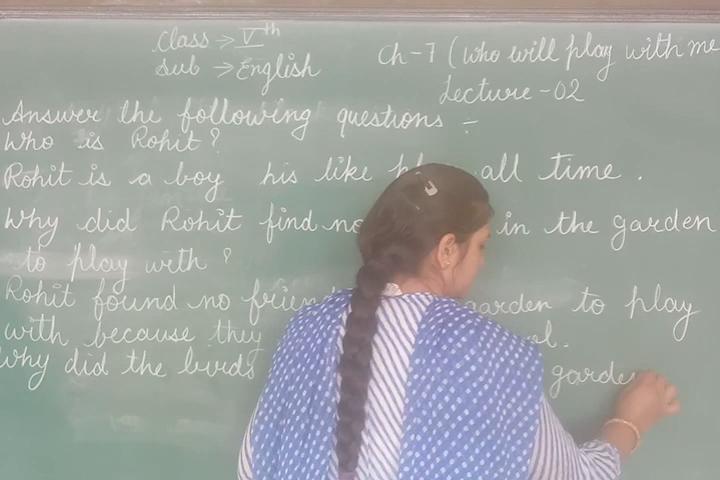 Class → Vth
Sub → English
Ch-7 (Who will play with me
Lecture -02
Answer the following questions :-
Who is Rohit?
Rohit is a boy his like all time.
Why did Rohit find no in the garden
to play with?
Rohit found no garden to play
with because they
Why did the birds garde